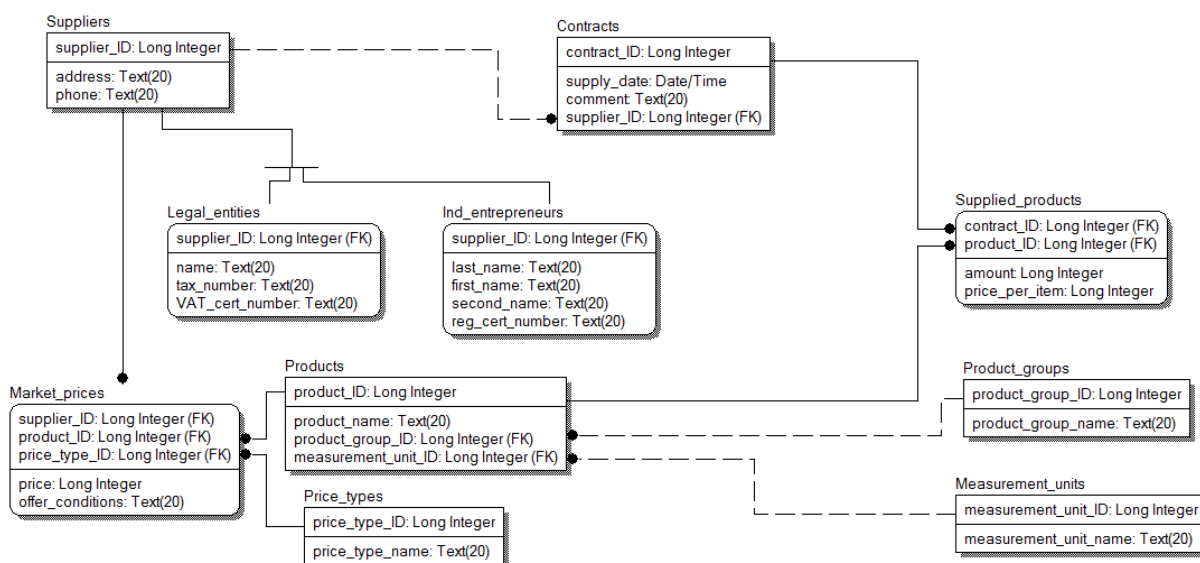 Suppliers
supplier_ID: Long Integer
address: Text(20)
phone: Text(20)
Contracts
contract_ID: Long Integer
supply_date: Date/Time
comment: Text(20)
supplier_ID: Long Integer (FK)
Legal_entities
supplier_ID: Long Integer (FK)
name: Text(20)
tax_number: Text(20)
VAT_cert_number: Text(20)
Ind_entrepreneurs
supplier_ID: Long Integer (FK)
last_name: Text(20)
first_name: Text(20)
second_name: Text(20)
reg_cert_number: Text(20)
Supplied_products
contract_ID: Long Integer (FK)
product_ID: Long Integer (FK)
amount: Long Integer
price_per_item: Long Integer
Market_prices
supplier_ID: Long Integer (FK)
product_ID: Long Integer (FK)
price_type_ID: Long Integer (FK)
price: Long Integer
offer_conditions: Text(20)
Products
product_ID: Long Integer
product_name: Text(20)
product_group_ID: Long Integer (FK)
measurement_unit_ID: Long Integer (FK)
Product_groups
product_group_ID: Long Integer
product_group_name: Text(20)
Price_types
price_type_ID: Long Integer
price_type_name: Text(20)
Measurement_units
measurement_unit_ID: Long Integer
measurement_unit_name: Text(20)